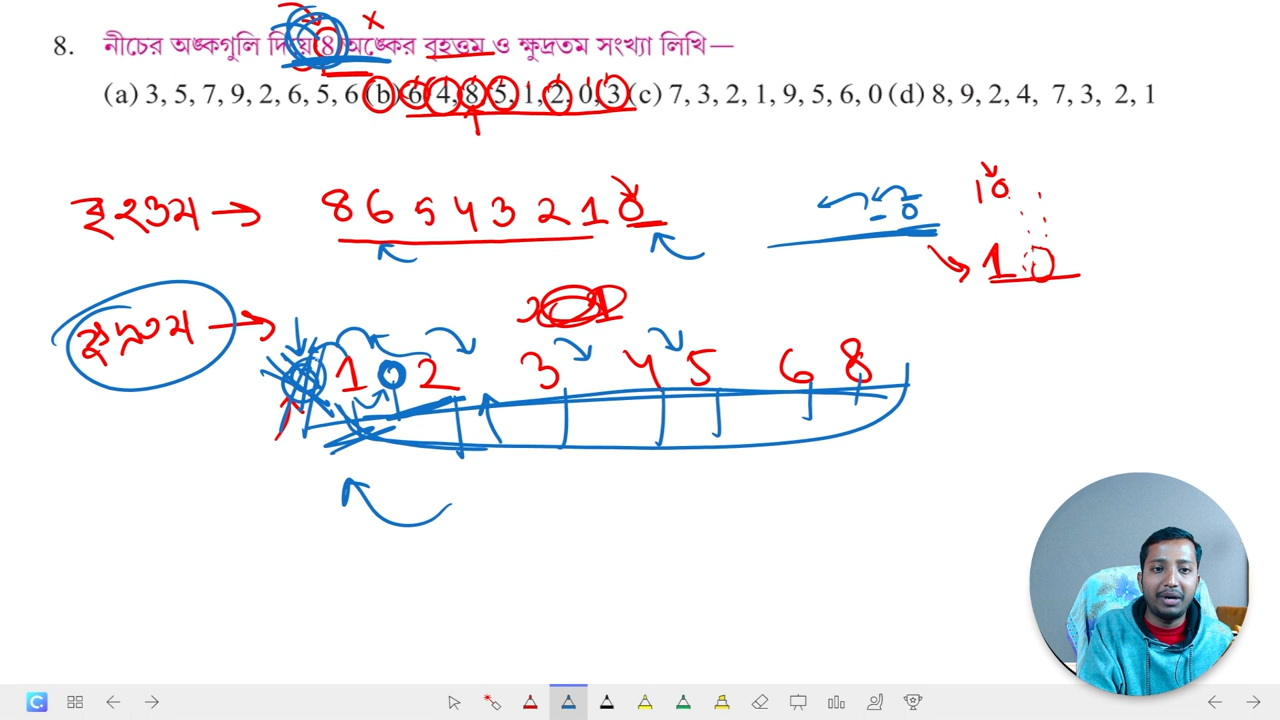 8. নীচের অঙ্কগুলি দিয়ে 8 অঙ্কের বৃহত্তম ও ক্ষুদ্রতম সংখ্যা লিখি—
(a) 3, 5, 7, 9, 2, 6, 5, 6 (b) 6, 4, 8, 5, 1, 2, 0, 3 (c) 7, 3, 2, 1, 9, 5, 6, 0 (d) 8, 9, 2, 4, 7, 3, 2, 1
বৃহত্তম → 8 6 5 4 3 2 1 0
0
10
1 0
ক্ষুদ্রতম → 1 0 2 3 4 5 6 8